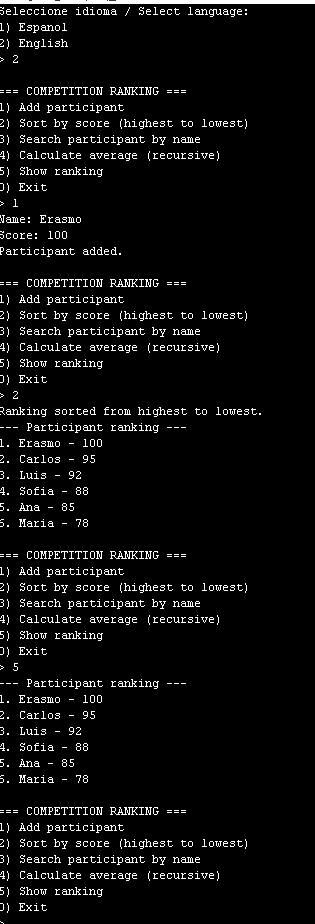 Seleccione idioma / Select language:
1) Espanol
2) English
> 2
=== COMPETITION RANKING ===
1) Add participant
2) Sort by score (highest to lowest)
3) Search participant by name
4) Calculate average (recursive)
5) Show ranking
0) Exit
> 1
Name: Erasmo
Score: 100
Participant added.
=== COMPETITION RANKING ===
1) Add participant
2) Sort by score (highest to lowest)
3) Search participant by name
4) Calculate average (recursive)
5) Show ranking
0) Exit
> 2
Ranking sorted from highest to lowest.
--- Participant ranking ---
1. Erasmo - 100
2. Carlos - 95
3. Luis - 92
4. Sofia - 88
5. Ana - 85
6. Maria - 78
=== COMPETITION RANKING ===
1) Add participant
2) Sort by score (highest to lowest)
3) Search participant by name
4) Calculate average (recursive)
5) Show ranking
0) Exit
> 5
--- Participant ranking ---
1. Erasmo - 100
2. Carlos - 95
3. Luis - 92
4. Sofia - 88
5. Ana - 85
6. Maria - 78
=== COMPETITION RANKING ===
1) Add participant
2) Sort by score (highest to lowest)
3) Search participant by name
4) Calculate average (recursive)
5) Show ranking
0) Exit
>